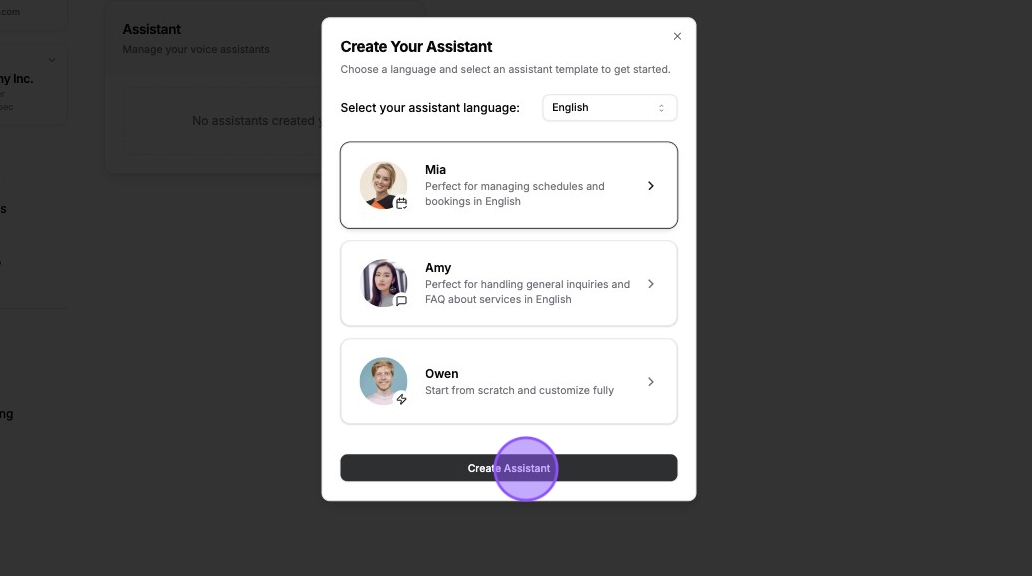 .com
Assistant
Manage your voice assistants
ny Inc.
No assistants created y
ng
Create Your Assistant
Choose a language and select an assistant template to get started.
Select your assistant language:
English
Mia
Perfect for managing schedules and
bookings in English
Amy
Perfect for handling general inquiries and
FAQ about services in English
Owen
Start from scratch and customize fully
Create Assistant